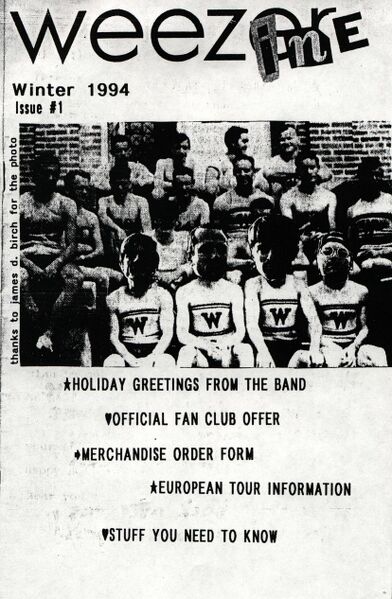 weezer
inE
Winter 1994
Issue #1
thanks to james d. birch for the photo
W W W W
★HOLIDAY GREETINGS FROM THE BAND
♥OFFICIAL FAN CLUB OFFER
➧MERCHANDISE ORDER FORM
★EUROPEAN TOUR INFORMATION
♥STUFF YOU NEED TO KNOW